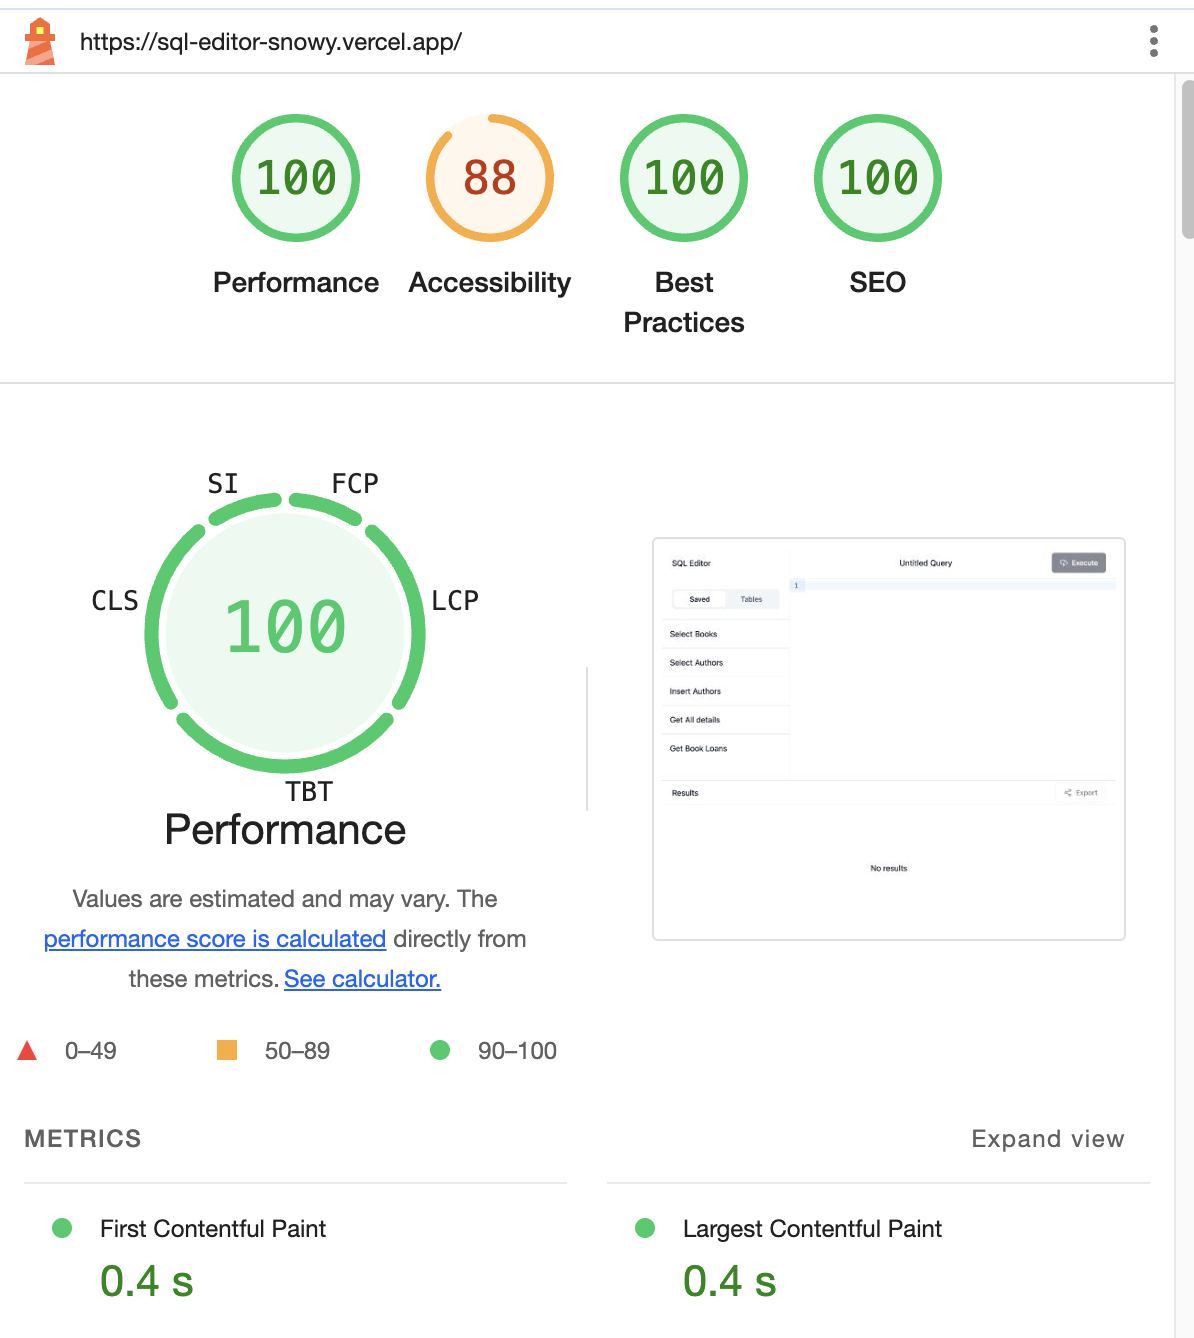 https://sql-editor-snowy.vercel.app/
100
88
100
100
Performance
Accessibility
Best
Practices
SEO
SI
FCP
CLS
LCP
100
TBT
Performance
Values are estimated and may vary. The
performance score is calculated directly from
these metrics. See calculator.
0–49
50–89
90–100
SQL Editor
Untitled Query
Execute
1
Saved
Tables
Select Books
Select Authors
Insert Authors
Get All details
Get Book Loans
Results
Export
No results
METRICS
Expand view
First Contentful Paint
0.4 s
Largest Contentful Paint
0.4 s